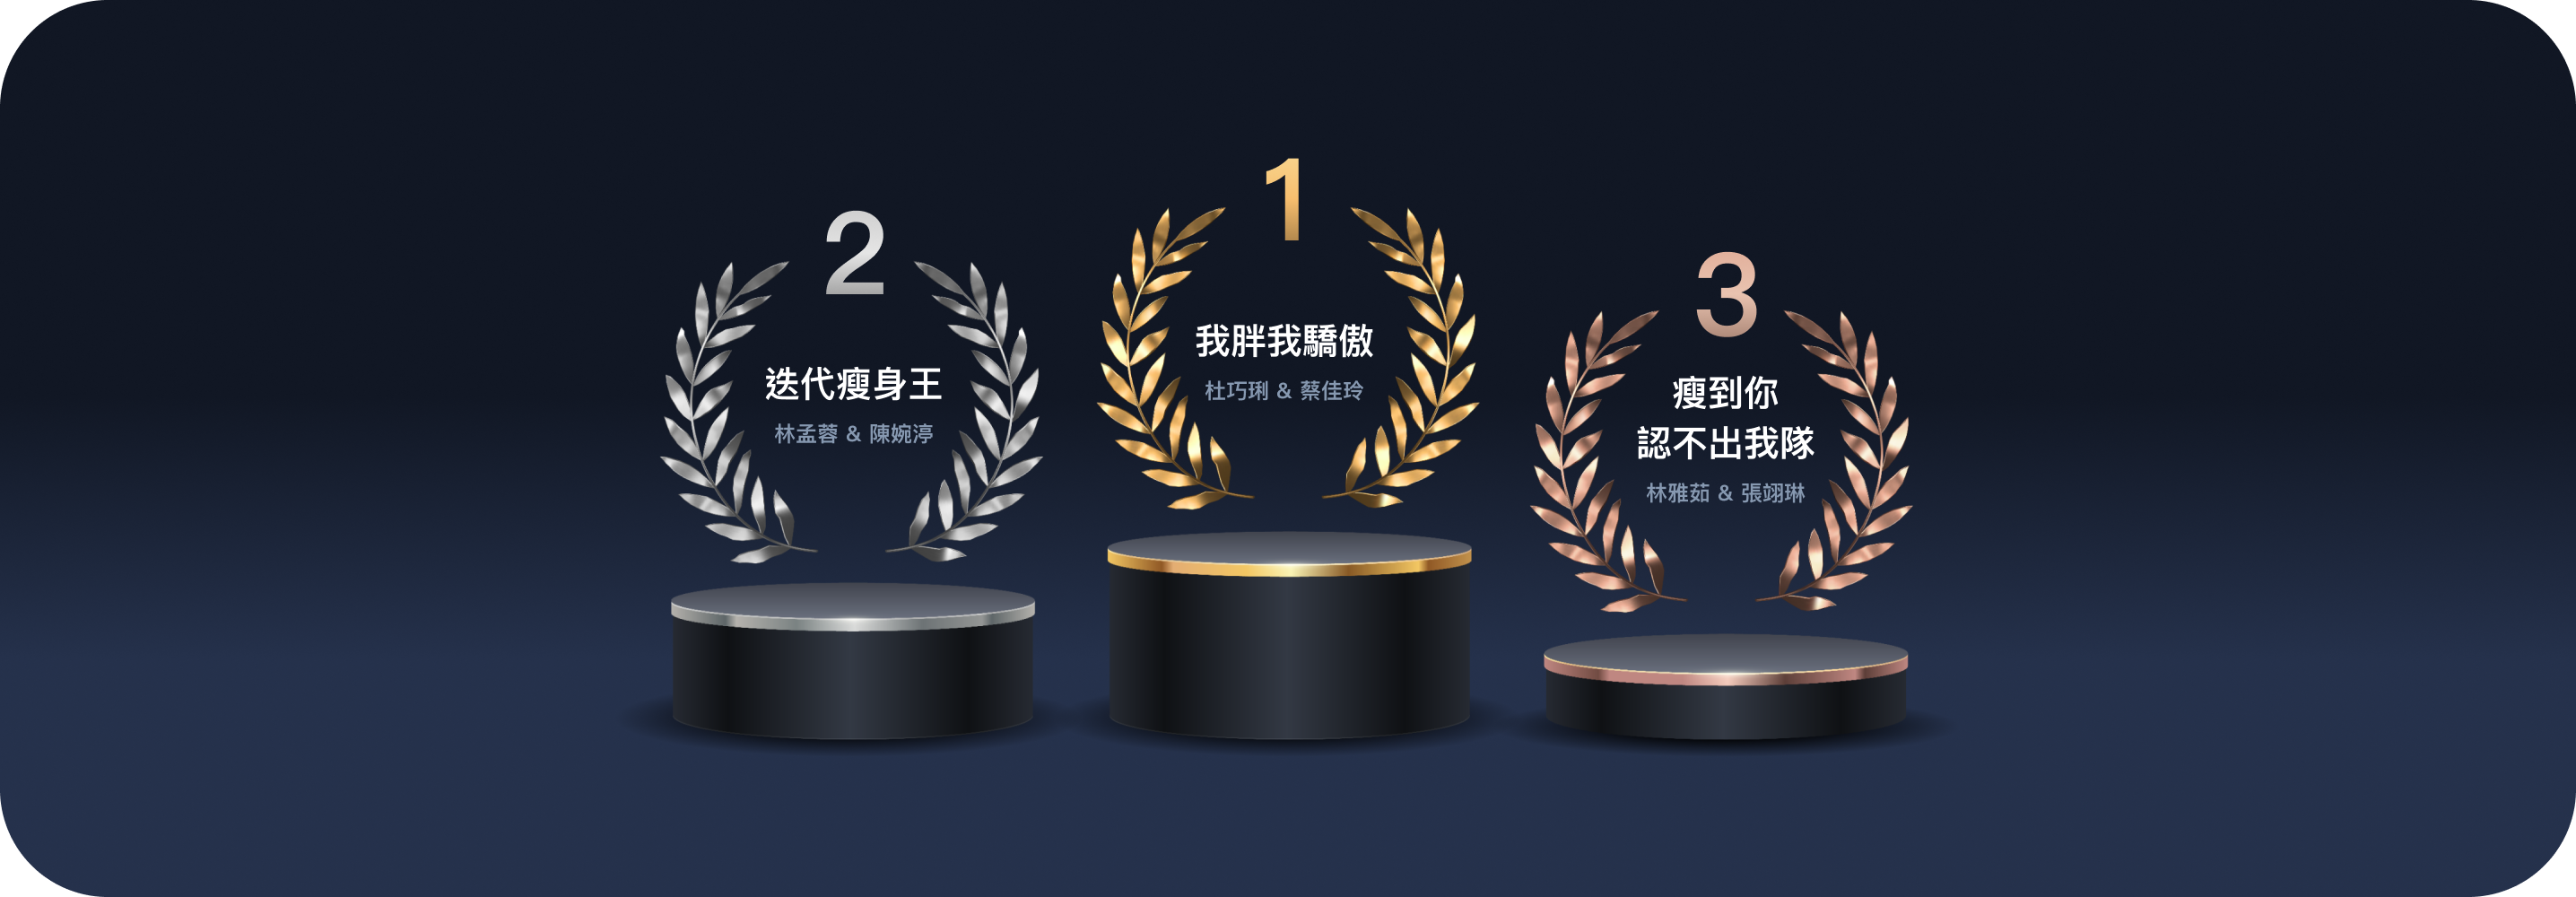 2
迭代瘦身王
林孟蓉 & 陳婉渟
1
我胖我驕傲
杜巧琍 & 蔡佳玲
3
瘦到你
認不出我隊
林雅茹 & 張翊琳